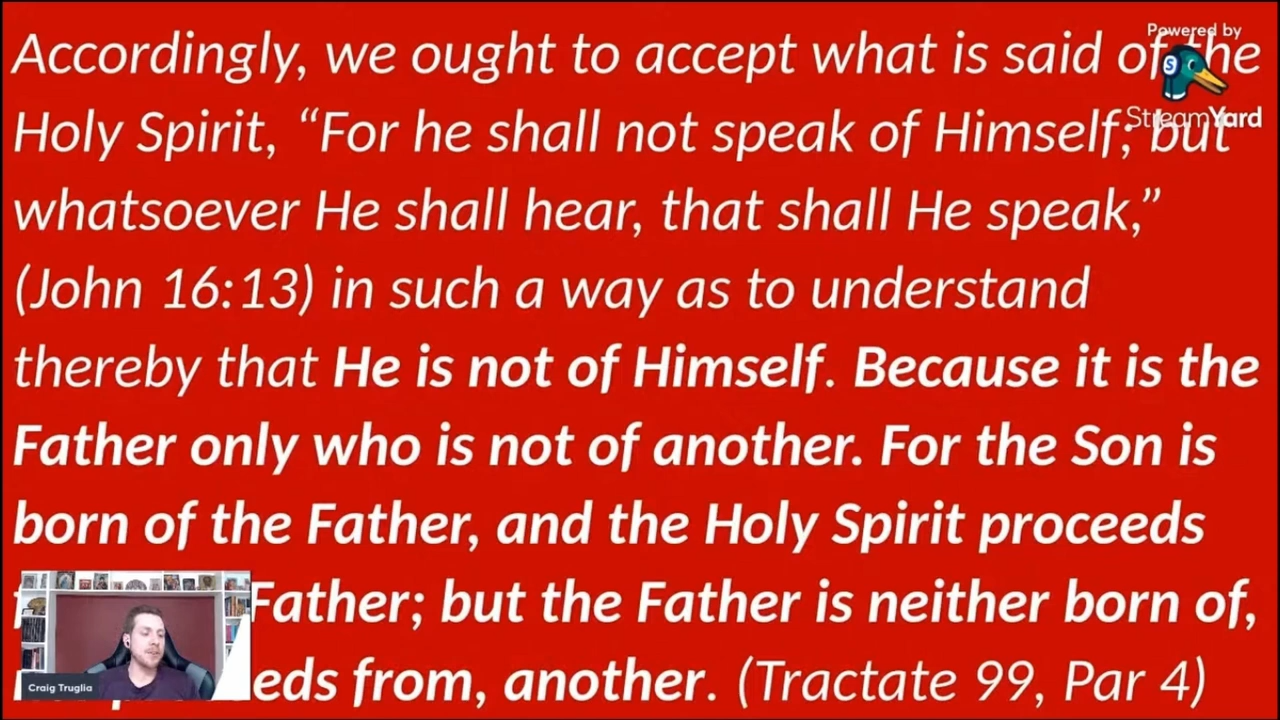 Accordingly, we ought to accept what is said of the
Holy Spirit, “For he shall not speak of Himself; but
whatsoever He shall hear, that shall He speak,”
(John 16:13) in such a way as to understand
thereby that He is not of Himself. Because it is the
Father only who is not of another. For the Son is
born of the Father, and the Holy Spirit proceeds
Father; but the Father is neither born of,
eds from, another. (Tractate 99, Par 4)
Powered by
StreamYard
Craig Truglia